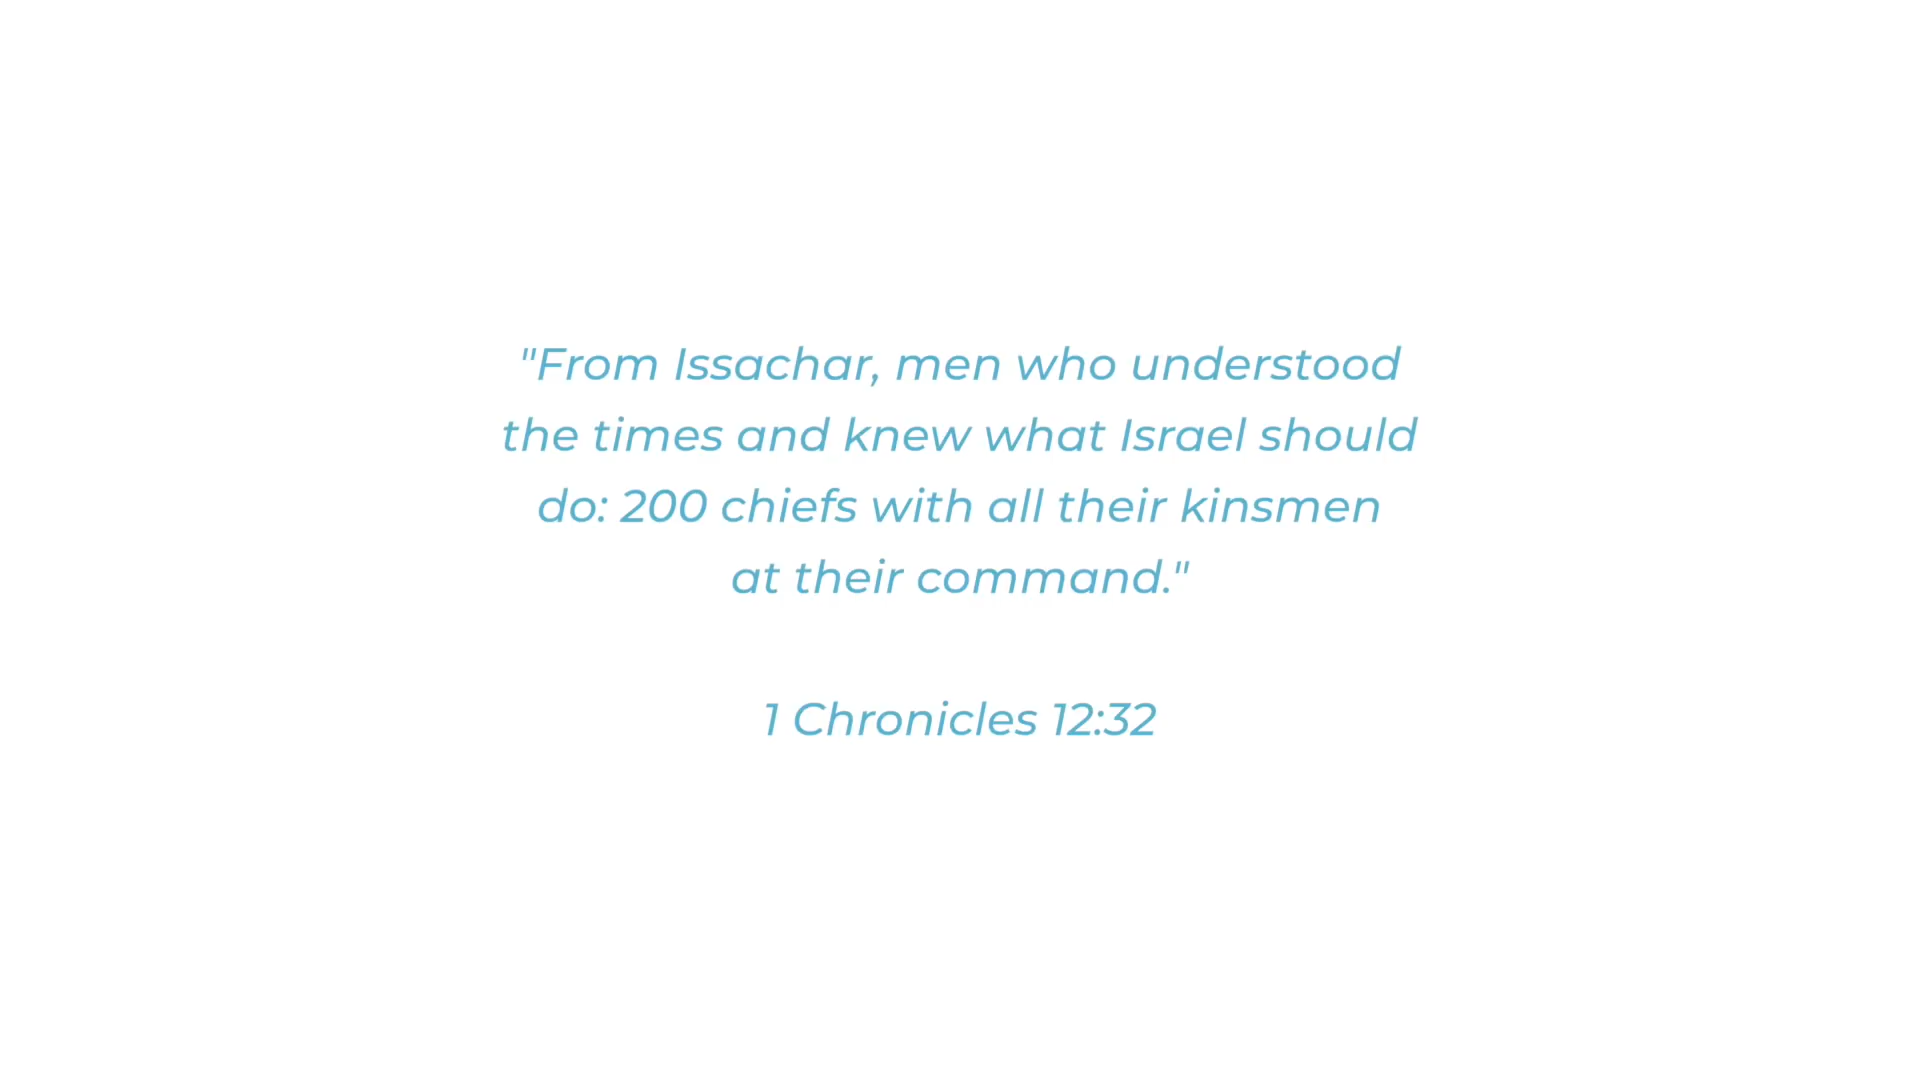 "From Issachar, men who understood
the times and knew what Israel should
do: 200 chiefs with all their kinsmen
at their command."
1 Chronicles 12:32